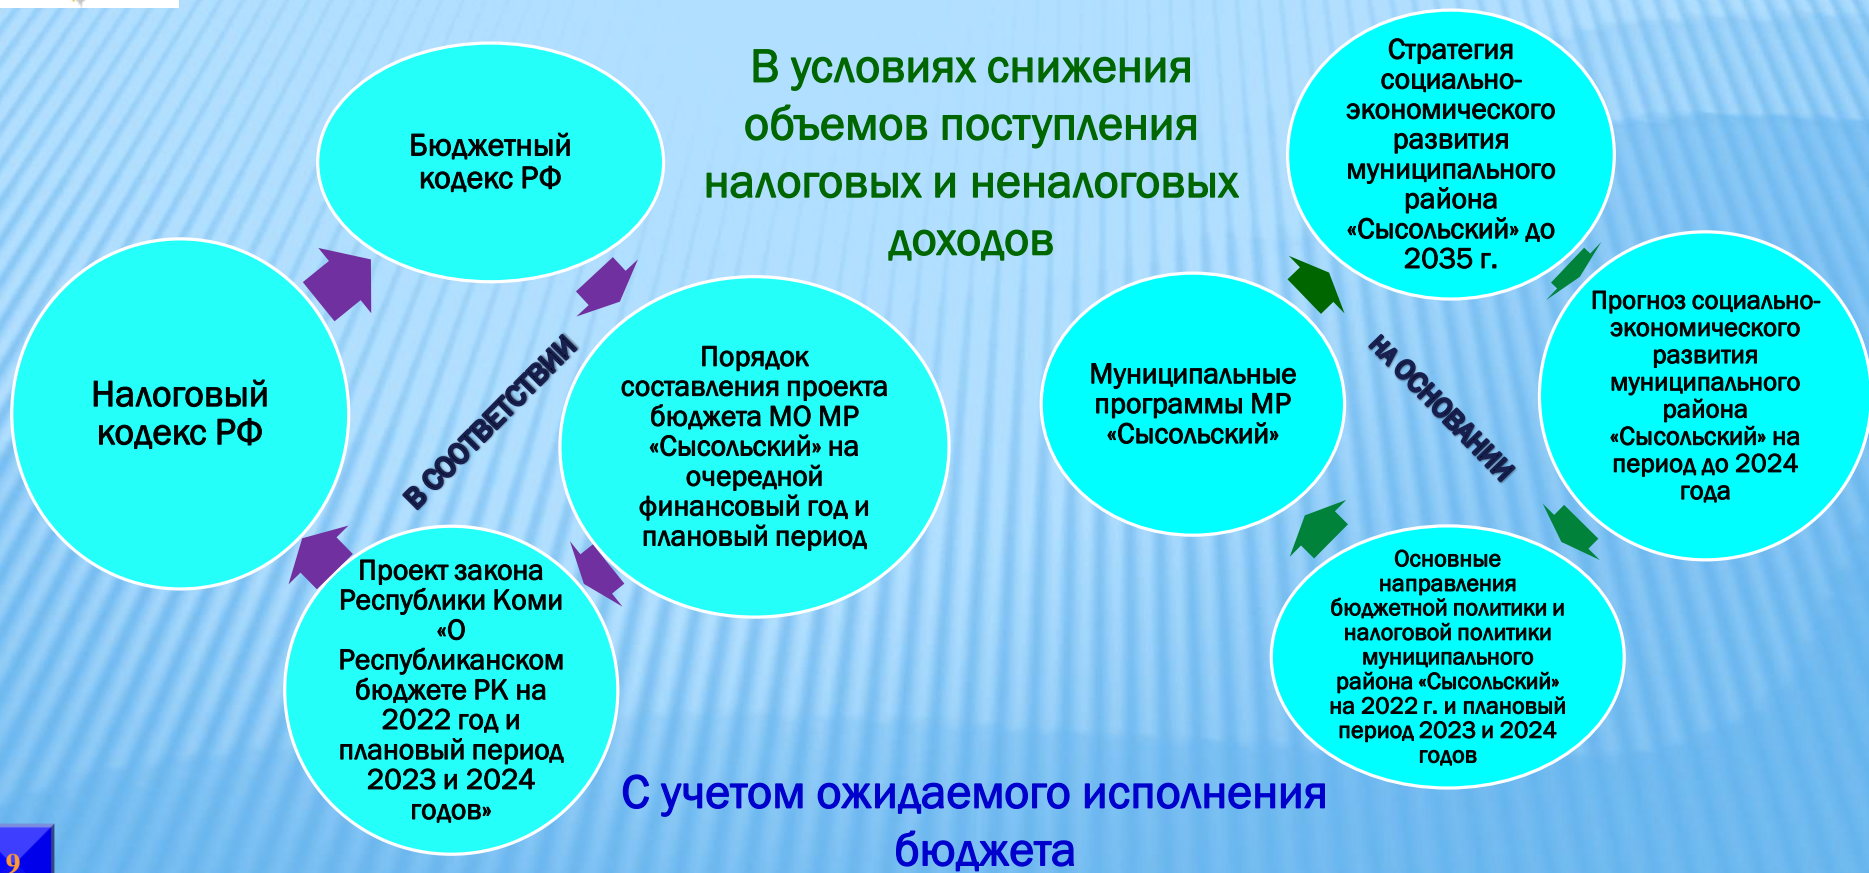 В условиях снижения
объемов поступления
налоговых и неналоговых
доходов
Бюджетный
кодекс РФ
Налоговый
кодекс РФ
В СООТВЕТСТВИИ
Порядок
составления проекта
бюджета МО МР
«Сысольский» на
очередной
финансовый год и
плановый период
Проект закона
Республики Коми
«О
Республиканском
бюджете РК на
2022 год и
плановый период
2023 и 2024
годов»
Стратегия
социально-
экономического
развития
муниципального
района
«Сысольский» до
2035 г.
Муниципальные
программы МР
«Сысольский»
НА ОСНОВАНИИ
Прогноз социально-
экономического
развития
муниципального
района
«Сысольский» на
период до 2024
года
Основные
направления
бюджетной политики и
налоговой политики
муниципального
района «Сысольский»
на 2022 г. и плановый
период 2023 и 2024
годов
С учетом ожидаемого исполнения
бюджета
9